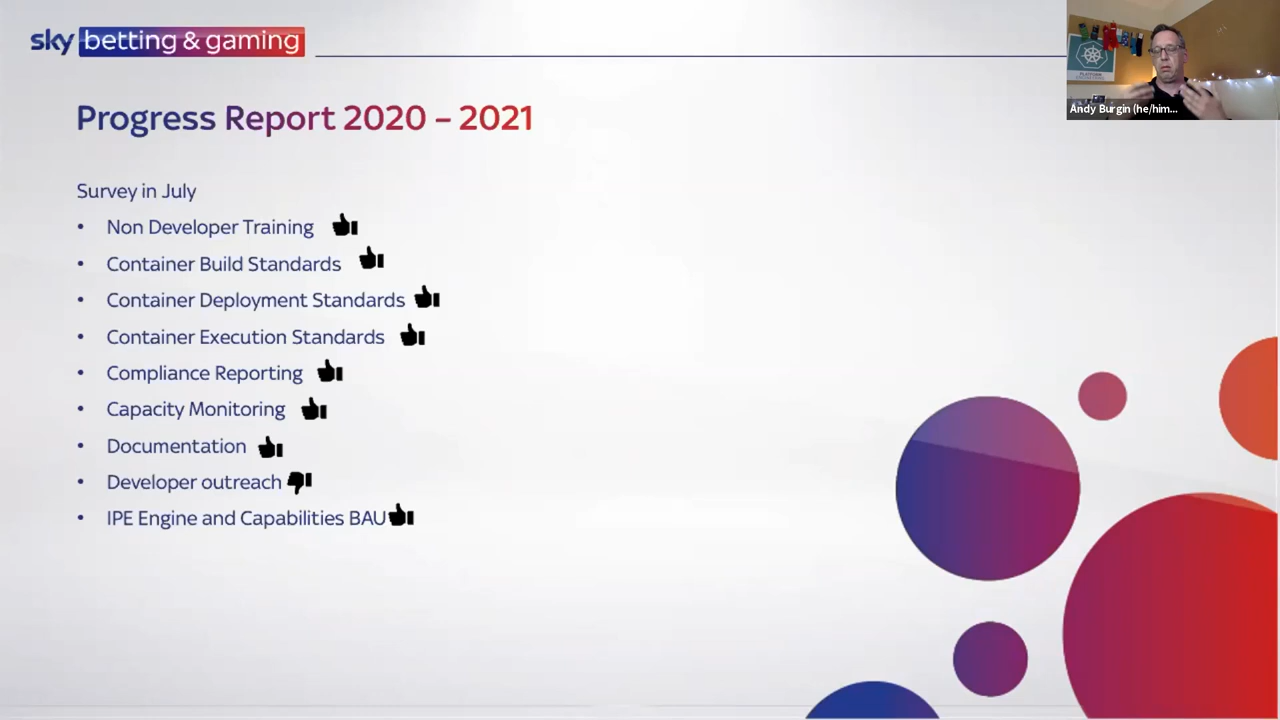 sky betting & gaming
Progress Report 2020 – 2021
Survey in July
• Non Developer Training
• Container Build Standards
• Container Deployment Standards
• Container Execution Standards
• Compliance Reporting
• Capacity Monitoring
• Documentation
• Developer outreach
• IPE Engine and Capabilities BAU
PLATFORM
Andy Burgin (he/him...